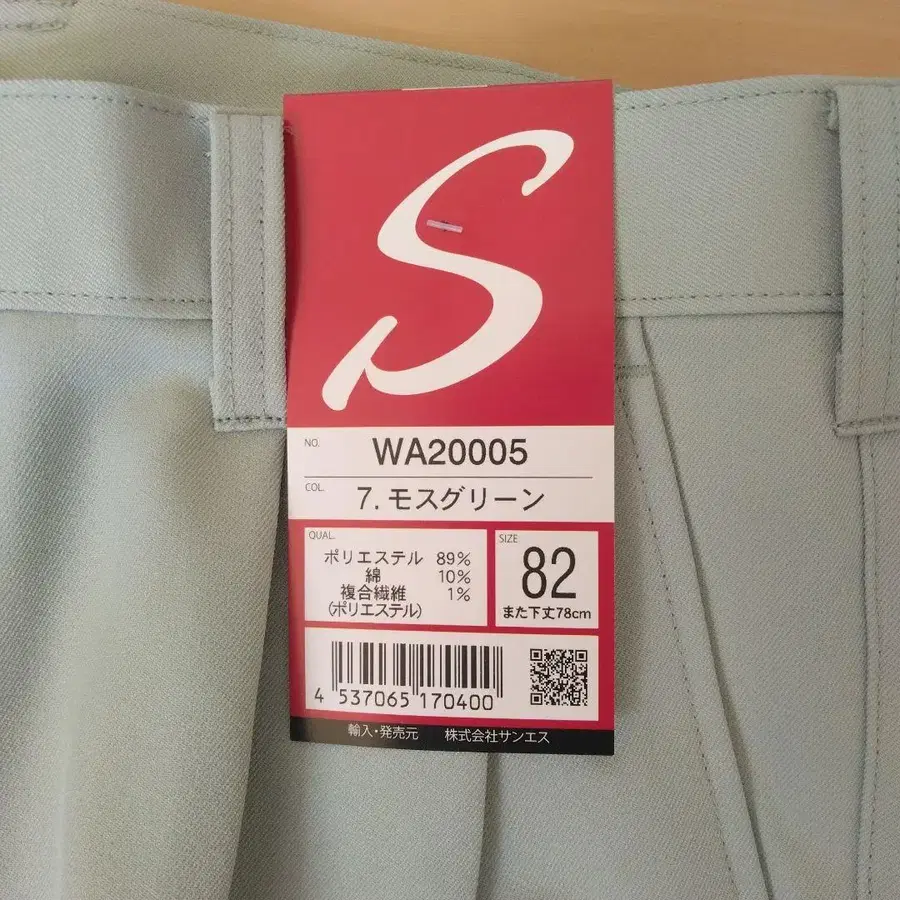 S
NO. WA20005
COL. 7. モスグリーン
QUAL.
ポリエステル 89%
綿 10%
複合繊維 1%
(ポリエステル)
SIZE
82
また下丈78cm
4 537065 170400
輸入・発売元 株式会社サンエス